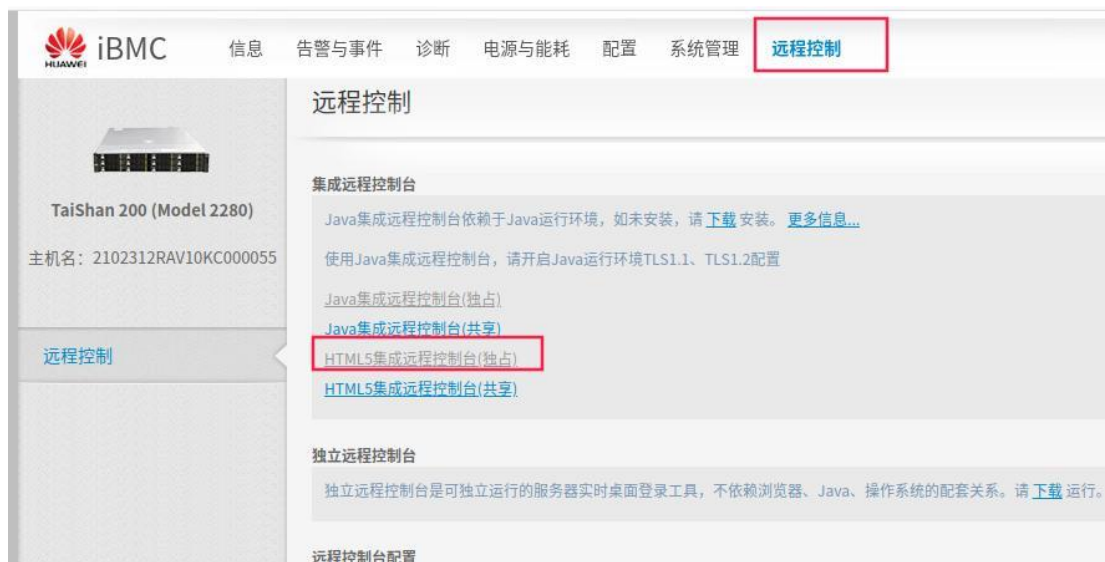 HUAWEI iBMC 信息 告警与事件 诊断 电源与能耗 配置 系统管理 远程控制
远程控制
TaiShan 200 (Model 2280)
主机名：2102312RAV10KC000055
远程控制
集成远程控制台
Java集成远程控制台依赖于Java运行环境，如未安装，请 下载 安装。 更多信息...
使用Java集成远程控制台，请开启Java运行环境TLS1.1、TLS1.2配置
Java集成远程控制台(独占)
Java集成远程控制台(共享)
HTML5集成远程控制台(独占)
HTML5集成远程控制台(共享)
独立远程控制台
独立远程控制台是可独立运行的服务器实时桌面登录工具，不依赖浏览器、Java、操作系统的配套关系。请 下载 运行。
远程控制台配置